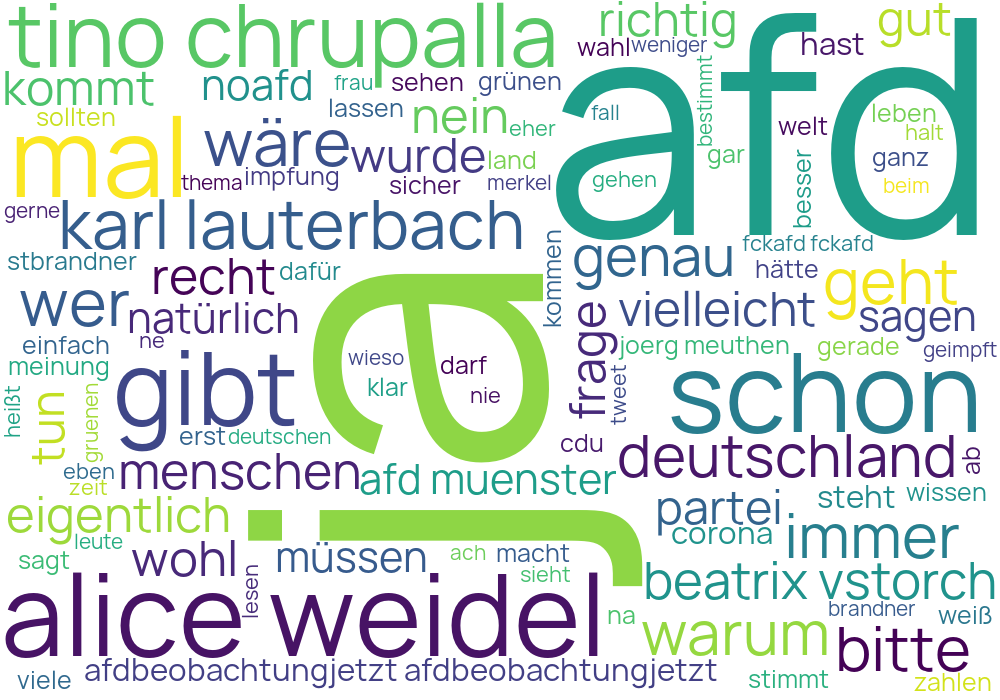 tino chrupalla
richtig
gut
afd
wahl
weniger
hast
kommt
noafd
frau
sehen
grünen
lassen
nein
eher
sollten
mal
wäre
wurde
land
fall
bestimmt
gar
welt
leben
halt
ganz
besser
gehen
beim
thema
impfung
sicher
merkel
gerne
karl lauterbach
kommen
genau
fckafd fckafd
stbrandner
recht
dafür
hätte
geht
wer
natürlich
ja
vielleicht
sagen
einfach
ne
wieso
darf
klar
nie
frage
tweet
joerg meuthen
gerade
geimpft
meinung
gibt
schon
heißt
tun
gruenen
erst
deutschen
cdu
deutschland
ab
eben
menschen
afd muenster
zeit
partei
steht
wissen
eigentlich
corona
immer
leute
sagt
wohl
müssen
ach
macht
sieht
lesen
beatrix vstorch
alice weidel
na
warum
brandner
weiß
bitte
viele
afdbeobachtungjetzt afdbeobachtungjetzt
stimmt
zahlen